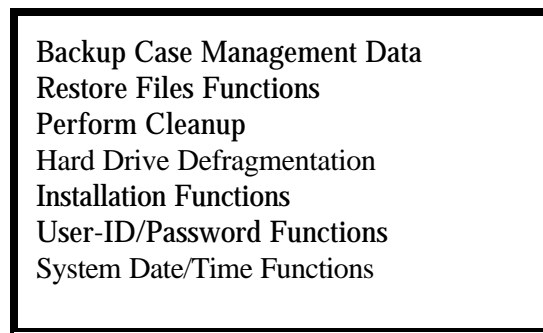 Backup Case Management Data
Restore Files Functions
Perform Cleanup
Hard Drive Defragmentation
Installation Functions
User-ID/Password Functions
System Date/Time Functions